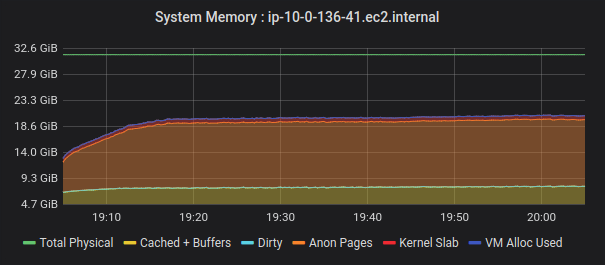 System Memory : ip-10-0-136-41.ec2.internal
32.6 GiB
27.9 GiB
23.3 GiB
18.6 GiB
14.0 GiB
9.3 GiB
4.7 GiB
19:10 19:20 19:30 19:40 19:50 20:00
Total Physical Cached + Buffers Dirty Anon Pages Kernel Slab VM Alloc Used